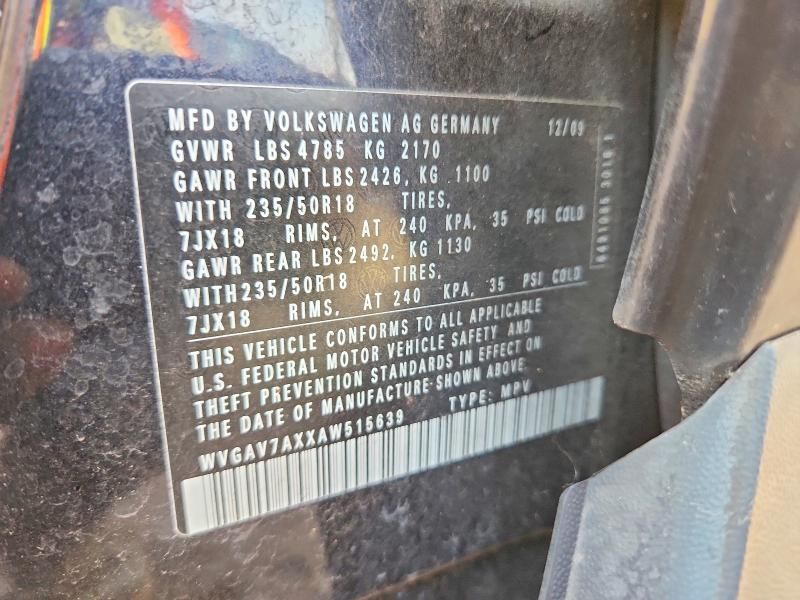 MFD BY VOLKSWAGEN AG GERMANY 12/09
GVWR LBS 4785 KG 2170
GAWR FRONT LBS 2426, KG 1100
WITH 235/50R18 TIRES,
7JX18 RIMS, AT 240 KPA, 35 PSI COLD
GAWR REAR LBS 2492, KG 1130
WITH 235/50R18 TIRES,
7JX18 RIMS, AT 240 KPA, 35 PSI COLD
THIS VEHICLE CONFORMS TO ALL APPLICABLE
U.S. FEDERAL MOTOR VEHICLE SAFETY AND
THEFT PREVENTION STANDARDS IN EFFECT ON
THE DATE OF MANUFACTURE SHOWN ABOVE
WVGAV7AXXAW515639 TYPE: MPV